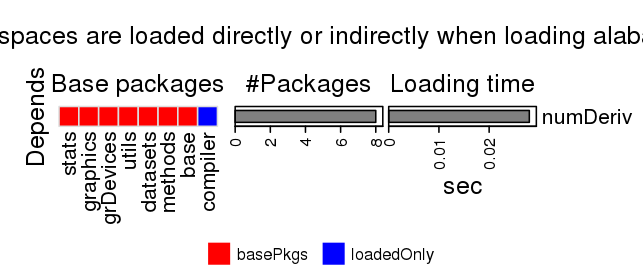 spaces are loaded directly or indirectly when loading
Base packages
#Packages
Loading time
Depends
numDeriv
stats
graphics
grDevices
utils
datasets
methods
base
compiler
0
2
4
6
8
0
0.01
0.02
sec
basePkgs
loadedOnly